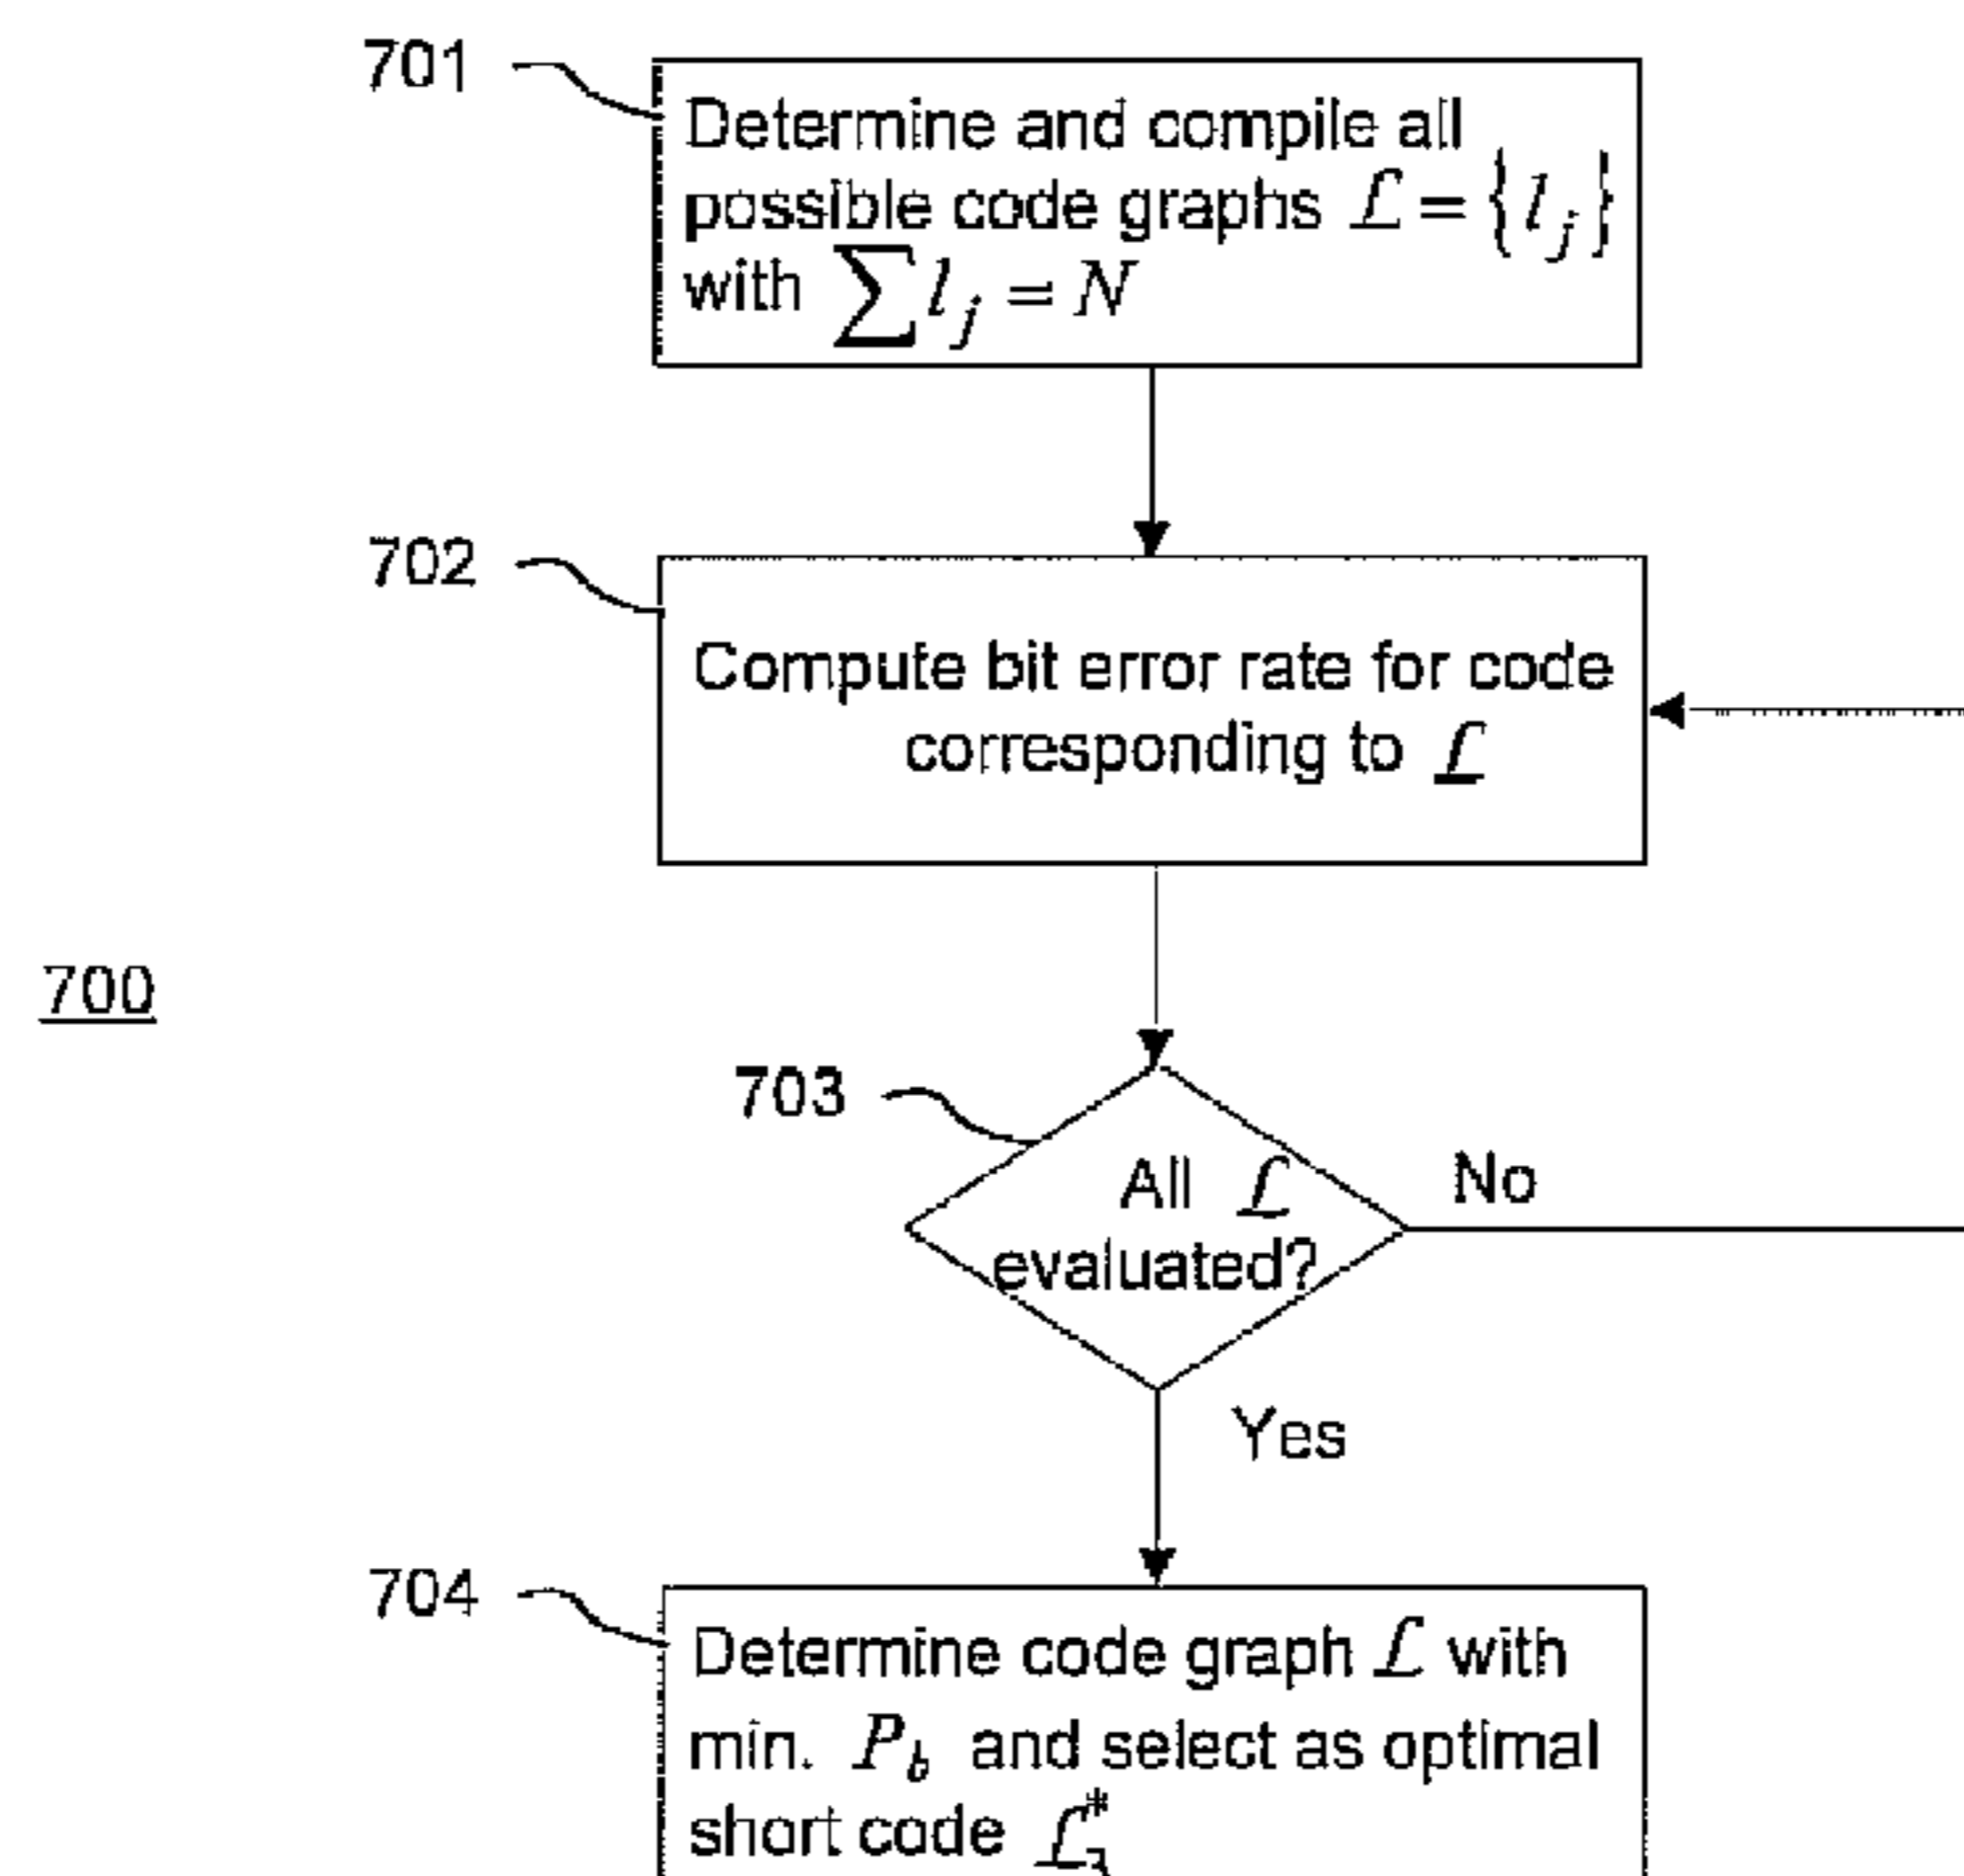 701
Determine and compile all
possible code graphs ℒ = {l_j}
with ∑ l_j = N
702
Compute bit error rate for code
corresponding to ℒ
700
703
All ℒ
evaluated?
No
Yes
704
Determine code graph ℒ with
min. P_b and select as optimal
short code ℒ*